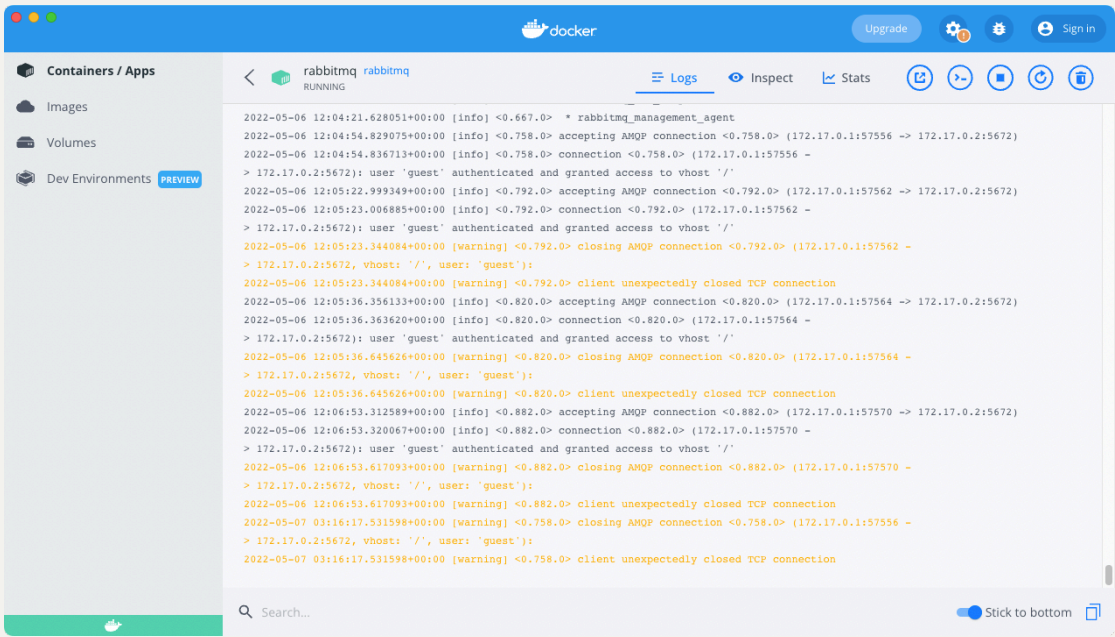 docker
Upgrade
Sign in
Containers / Apps
Images
Volumes
Dev Environments PREVIEW
rabbitmq rabbitmq
RUNNING
Logs
Inspect
Stats
2022-05-06 12:04:21.628051+00:00 [info] <0.667.0>  * rabbitmq_management_agent
2022-05-06 12:04:54.829075+00:00 [info] <0.758.0> accepting AMQP connection <0.758.0> (172.17.0.1:57556 -> 172.17.0.2:5672)
2022-05-06 12:04:54.836713+00:00 [info] <0.758.0> connection <0.758.0> (172.17.0.1:57556 -
> 172.17.0.2:5672): user 'guest' authenticated and granted access to vhost '/'
2022-05-06 12:05:22.999349+00:00 [info] <0.792.0> accepting AMQP connection <0.792.0> (172.17.0.1:57562 -> 172.17.0.2:5672)
2022-05-06 12:05:23.006885+00:00 [info] <0.792.0> connection <0.792.0> (172.17.0.1:57562 -
> 172.17.0.2:5672): user 'guest' authenticated and granted access to vhost '/'
2022-05-06 12:05:23.344084+00:00 [warning] <0.792.0> closing AMQP connection <0.792.0> (172.17.0.1:57562 -
> 172.17.0.2:5672, vhost: '/', user: 'guest'):
2022-05-06 12:05:23.344084+00:00 [warning] <0.792.0> client unexpectedly closed TCP connection
2022-05-06 12:05:36.356133+00:00 [info] <0.820.0> accepting AMQP connection <0.820.0> (172.17.0.1:57564 -> 172.17.0.2:5672)
2022-05-06 12:05:36.363620+00:00 [info] <0.820.0> connection <0.820.0> (172.17.0.1:57564 -
> 172.17.0.2:5672): user 'guest' authenticated and granted access to vhost '/'
2022-05-06 12:05:36.645626+00:00 [warning] <0.820.0> closing AMQP connection <0.820.0> (172.17.0.1:57564 -
> 172.17.0.2:5672, vhost: '/', user: 'guest'):
2022-05-06 12:05:36.645626+00:00 [warning] <0.820.0> client unexpectedly closed TCP connection
2022-05-06 12:06:53.312589+00:00 [info] <0.882.0> accepting AMQP connection <0.882.0> (172.17.0.1:57570 -> 172.17.0.2:5672)
2022-05-06 12:06:53.320067+00:00 [info] <0.882.0> connection <0.882.0> (172.17.0.1:57570 -
> 172.17.0.2:5672): user 'guest' authenticated and granted access to vhost '/'
2022-05-06 12:06:53.617093+00:00 [warning] <0.882.0> closing AMQP connection <0.882.0> (172.17.0.1:57570 -
> 172.17.0.2:5672, vhost: '/', user: 'guest'):
2022-05-06 12:06:53.617093+00:00 [warning] <0.882.0> client unexpectedly closed TCP connection
2022-05-07 03:16:17.531598+00:00 [warning] <0.758.0> closing AMQP connection <0.758.0> (172.17.0.1:57556 -
> 172.17.0.2:5672, vhost: '/', user: 'guest'):
2022-05-07 03:16:17.531598+00:00 [warning] <0.758.0> client unexpectedly closed TCP connection
Search...
Stick to bottom